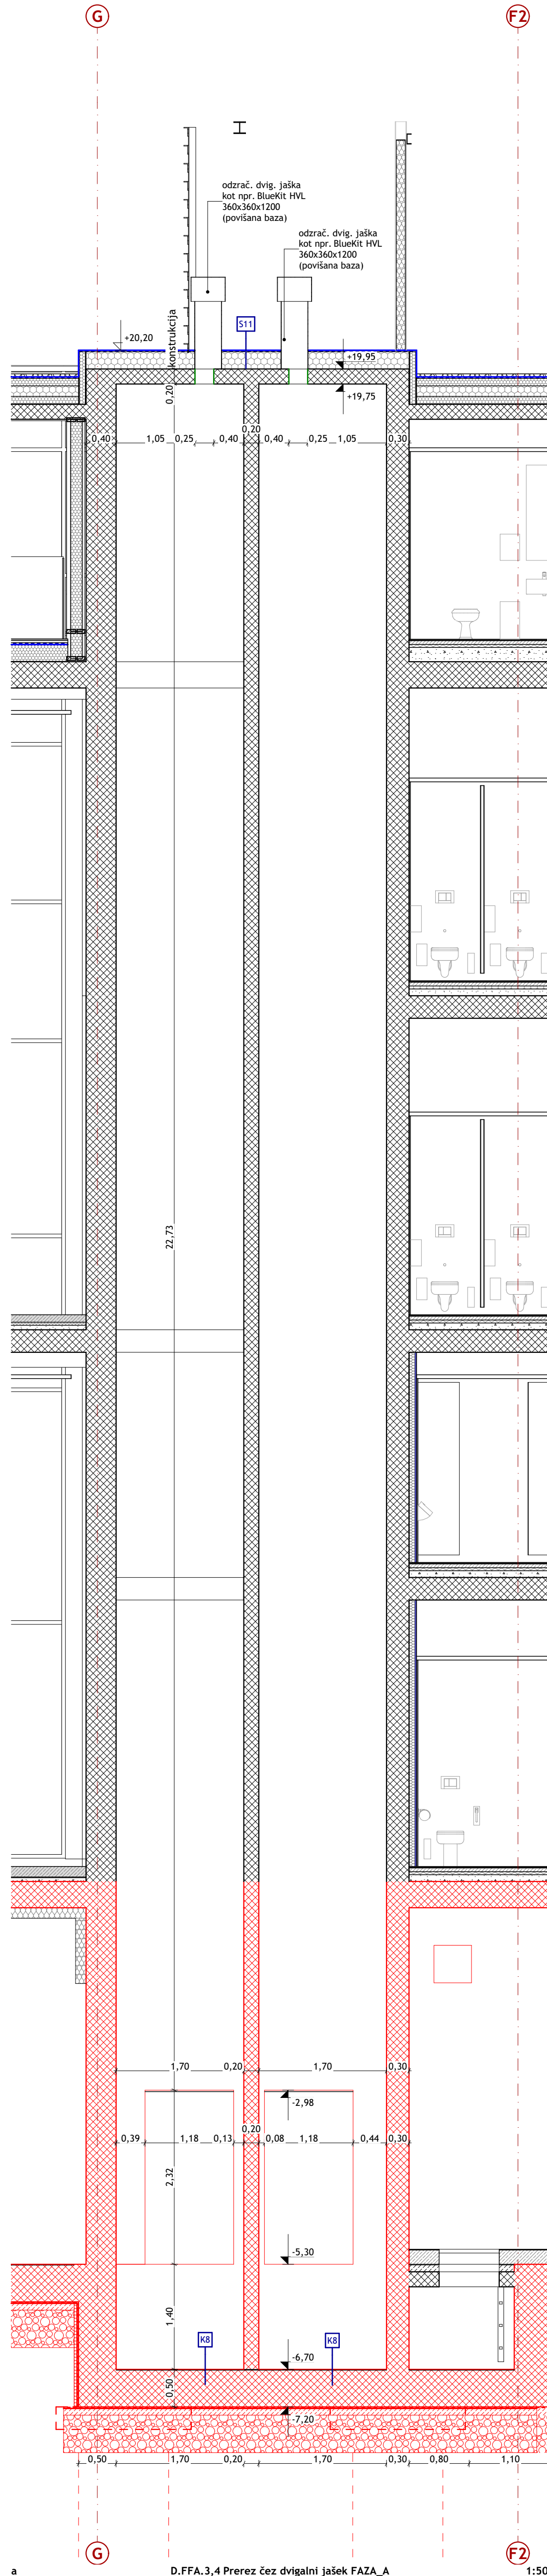 G
F2
H
odzrač. dvig. jaška
kot npr. BlueKit HVL
360x360x1200
(povišana baza)
odzrač. dvig. jaška
kot npr. BlueKit HVL
360x360x1200
(povišana baza)
konstrukcija
+20,20
S11
+19,95
0,20
+19,75
0,20
0,40
1,05
0,25
0,40
0,40
0,25
1,05
0,30
22,73
1,70
0,20
1,70
0,30
-2,98
0,20
0,39
1,18
0,13
0,08
1,18
0,44
0,30
2,32
-5,30
1,40
K8
K8
-6,70
0,50
-7,20
0,50
1,70
0,20
1,70
0,30
0,80
1,10
G
F2
a
D.FFA.3,4 Prerez čez dvigalni jašek FAZA_A
1:50